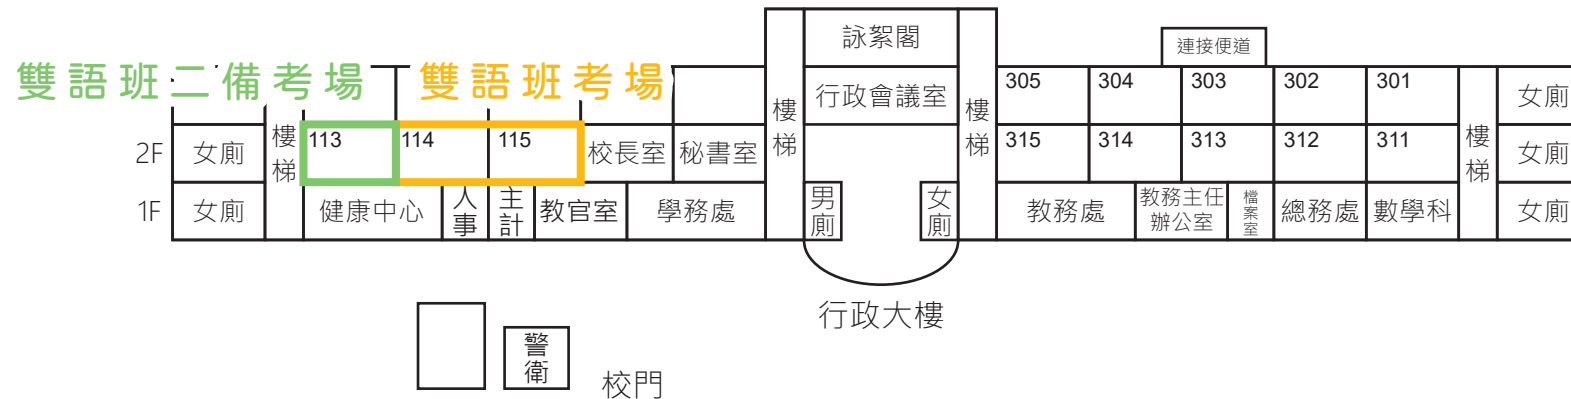 詠絮閣
連接便道
雙語班二備考場 雙語班考場
行政會議室
305 304 303 302 301
女廁
樓梯
樓梯
2F 女廁
樓梯
113 114 115
校長室 秘書室
315 314 313 312 311
樓梯
女廁
1F 女廁 健康中心 人事 主計 教官室 學務處 男廁 女廁 教務處 教務主任辦公室 檔案室 總務處 數學科 女廁
行政大樓
警衛
校門